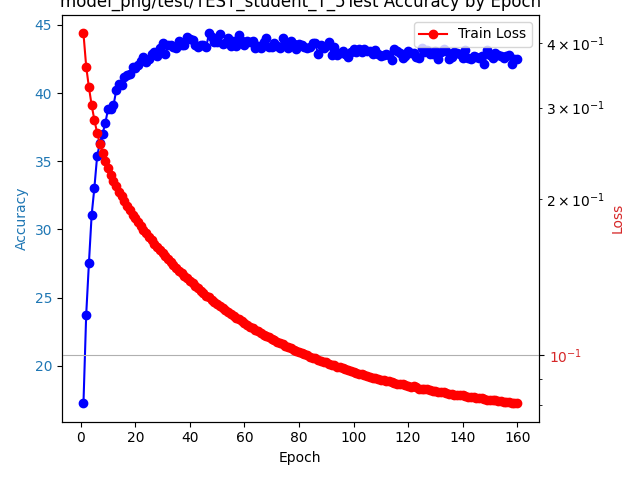 model_png/test/TEST_student_T_5Test Accuracy by Epoch
Train Loss
45
40
35
30
25
20
Accuracy
4 × 10⁻¹
3 × 10⁻¹
2 × 10⁻¹
10⁻¹
Loss
0 20 40 60 80 100 120 140 160
Epoch